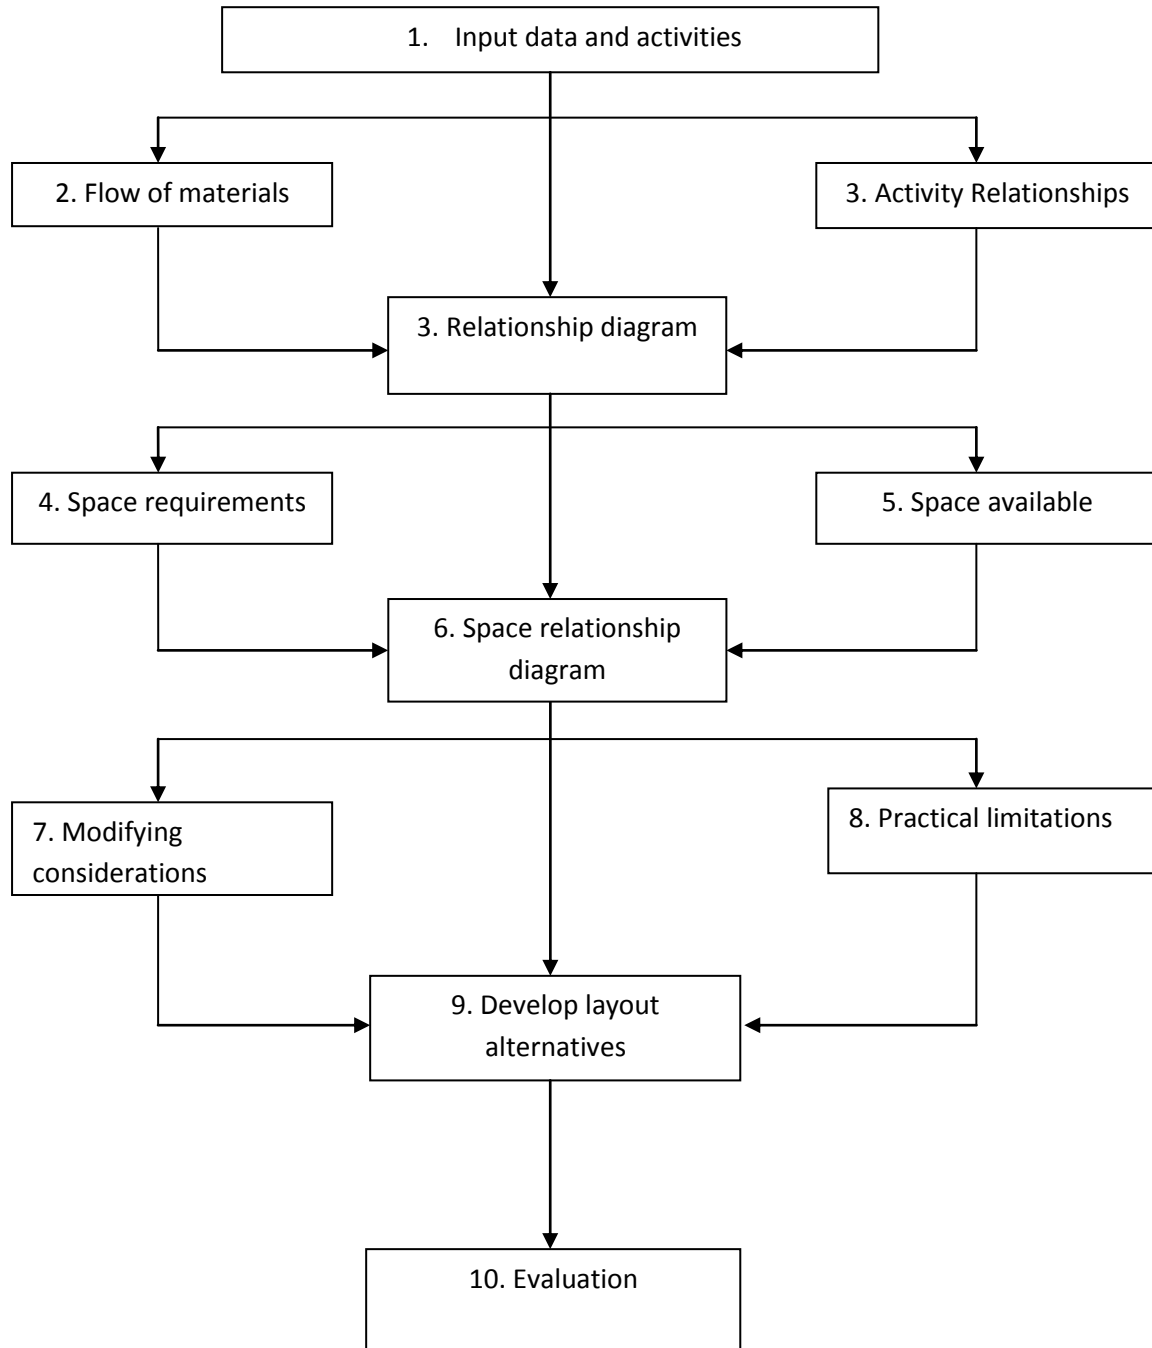 1. Input data and activities
2. Flow of materials
3. Activity Relationships
3. Relationship diagram
4. Space requirements
5. Space available
6. Space relationship
diagram
7. Modifying
considerations
8. Practical limitations
9. Develop layout
alternatives
10. Evaluation